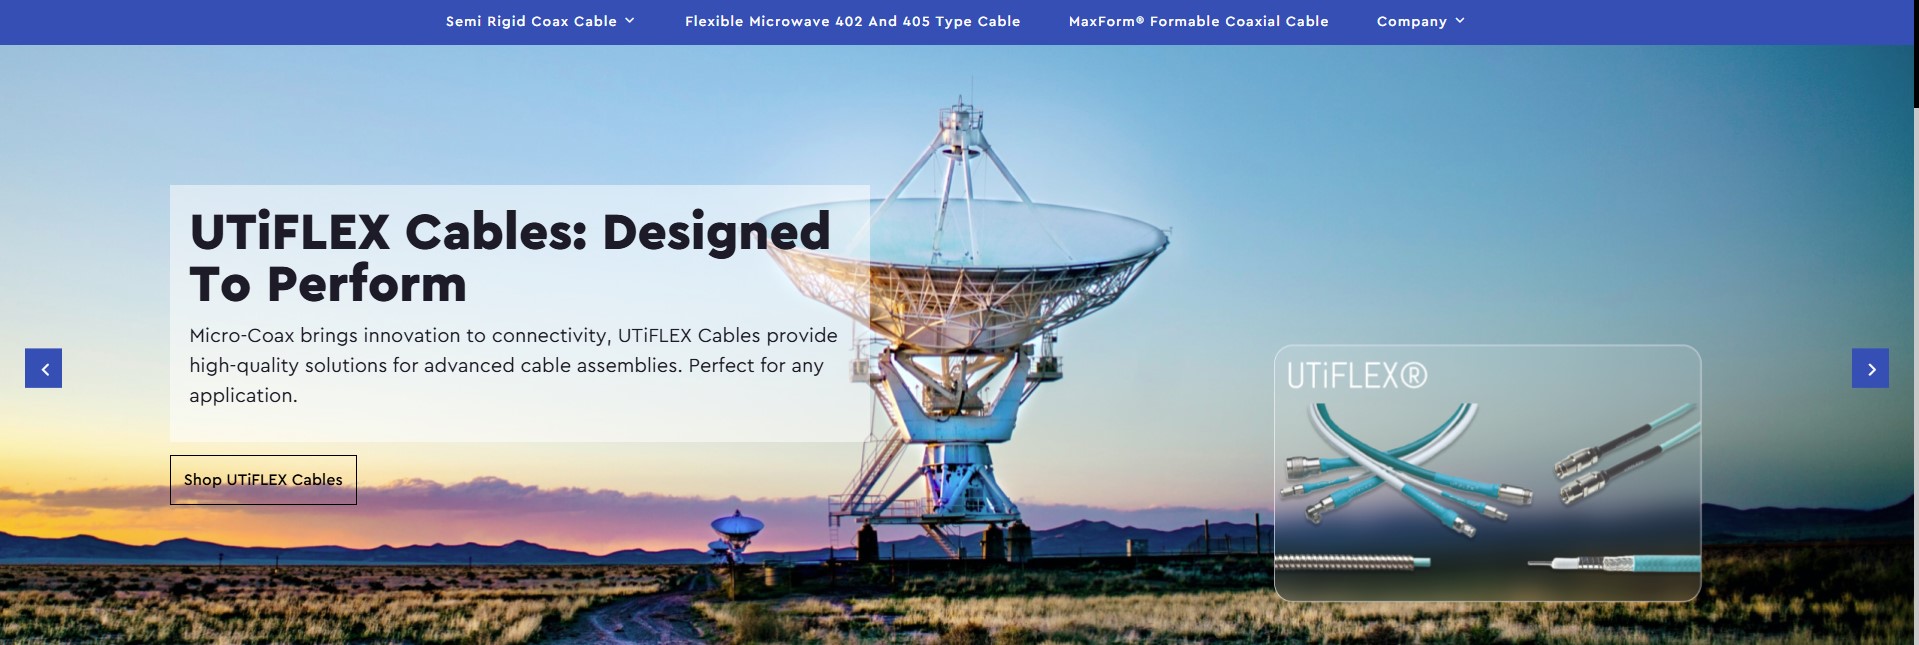 Semi Rigid Coax Cable
Flexible Microwave 402 And 405 Type Cable
MaxForm® Formable Coaxial Cable
Company
UTiFLEX Cables: Designed
To Perform
Micro-Coax brings innovation to connectivity, UTiFLEX Cables provide
high-quality solutions for advanced cable assemblies. Perfect for any
application.
Shop UTiFLEX Cables
UTiFLEX®